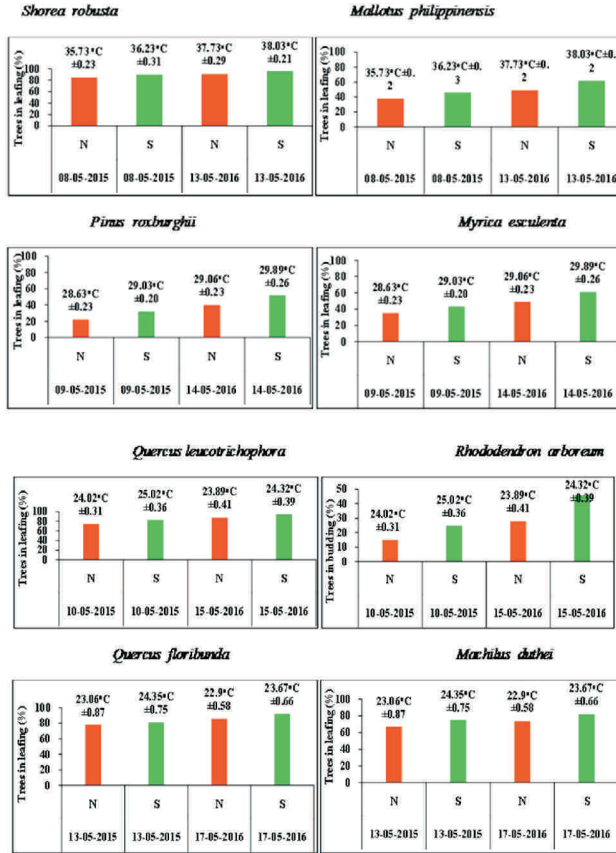 Shorea robusta
Mallotus philippinensis
Trees in leafing (%)
100
80
60
40
20
0
35.73°C
±0.23
36.23°C
±0.31
37.73°C
±0.29
38.03°C
±0.21
N
S
N
S
08-05-2015
08-05-2015
13-05-2016
13-05-2016
Trees in leafing (%)
100
80
60
40
20
0
35.73°C±0.
2
36.23°C±0.
3
37.73°C±0.
2
38.03°C±0.
2
N
S
N
S
08-05-2015
08-05-2015
13-05-2016
13-05-2016
Pinus roxburghii
Myrica esculenta
Trees in leafing (%)
100
80
60
40
20
0
28.63°C
±0.23
29.03°C
±0.20
29.06°C
±0.23
29.89°C
±0.26
N
S
N
S
09-05-2015
09-05-2015
14-05-2016
14-05-2016
Trees in leafing (%)
100
80
60
40
20
0
28.63°C
±0.23
29.03°C
±0.20
29.06°C
±0.23
29.89°C
±0.26
N
S
N
S
09-05-2015
09-05-2015
14-05-2016
14-05-2016
Quercus leucotrichophora
Rhododendron arboreum
Trees in leafing (%)
100
80
60
40
20
0
24.02°C
±0.31
25.02°C
±0.36
23.89°C
±0.41
24.32°C
±0.39
N
S
N
S
10-05-2015
10-05-2015
15-05-2016
15-05-2016
Trees in budding (%)
50
40
30
20
10
0
24.02°C
±0.31
25.02°C
±0.36
23.89°C
±0.41
24.32°C
±0.39
N
S
N
S
10-05-2015
10-05-2015
15-05-2016
15-05-2016
Quercus floribunda
Machilus duthei
Trees in leafing (%)
100
80
60
40
20
0
23.06°C
±0.87
24.35°C
±0.75
22.9°C
±0.58
23.67°C
±0.66
N
S
N
S
13-05-2015
13-05-2015
17-05-2016
17-05-2016
Trees in leafing (%)
100
80
60
40
20
0
23.06°C
±0.87
24.35°C
±0.75
22.9°C
±0.58
23.67°C
±0.66
N
S
N
S
13-05-2015
13-05-2015
17-05-2016
17-05-2016